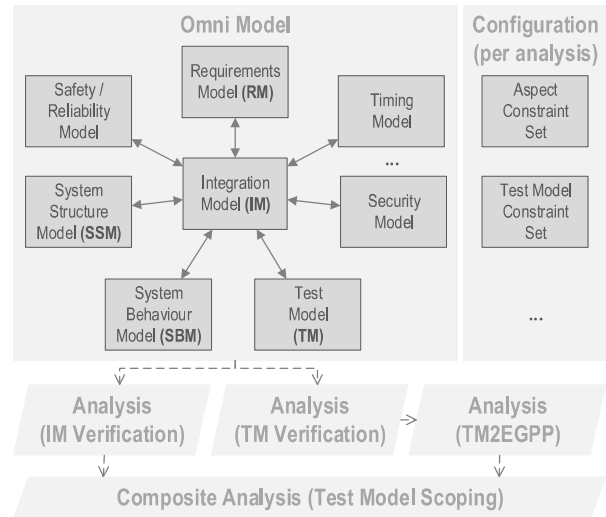 Omni Model
Configuration
(per analysis)
Requirements
Model (RM)
Safety /
Reliability
Model
Timing
Model
...
Aspect
Constraint
Set
Integration
Model (IM)
System
Structure
Model (SSM)
Security
Model
Test Model
Constraint
Set
System
Behaviour
Model (SBM)
Test
Model
(TM)
...
Analysis
(IM Verification)
Analysis
(TM Verification)
Analysis
(TM2EGPP)
Composite Analysis (Test Model Scoping)